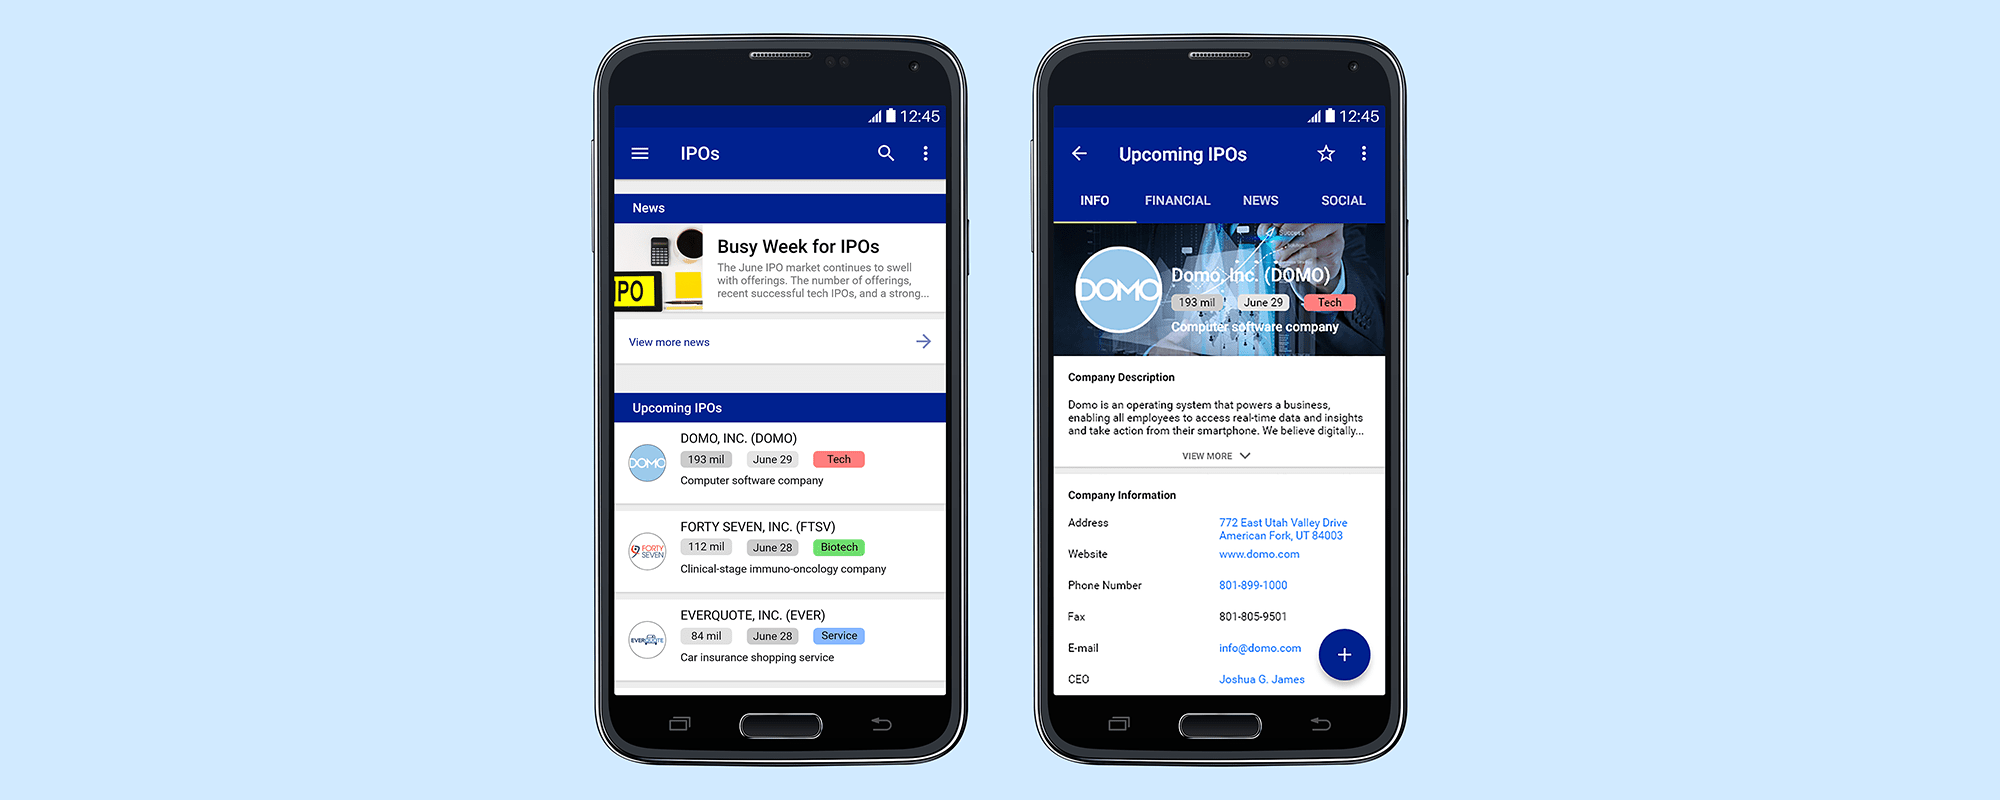 12:45
IPOs
News
IPO
Busy Week for IPOs
The June IPO market continues to swell
with offerings. The number of offerings,
recent successful tech IPOs, and a strong...
View more news
Upcoming IPOs
DOMO
DOMO, INC. (DOMO)
193 mil June 29 Tech
Computer software company
FORTY
SEVEN
FORTY SEVEN, INC. (FTSV)
112 mil June 28 Biotech
Clinical-stage immuno-oncology company
EVERQUOTE
EVERQUOTE, INC. (EVER)
84 mil June 28 Service
Car insurance shopping service
12:45
Upcoming IPOs
INFO FINANCIAL NEWS SOCIAL
Success
DOMO
Domo, Inc. (DOMO)
193 mil June 29 Tech
Computer software company
Company Description
Domo is an operating system that powers a business,
enabling all employees to access real-time data and insights
and take action from their smartphone. We believe digitally...
VIEW MORE
Company Information
Address 772 East Utah Valley Drive
American Fork, UT 84003
Website www.domo.com
Phone Number 801-899-1000
Fax 801-805-9501
E-mail info@domo.com
CEO Joshua G. James